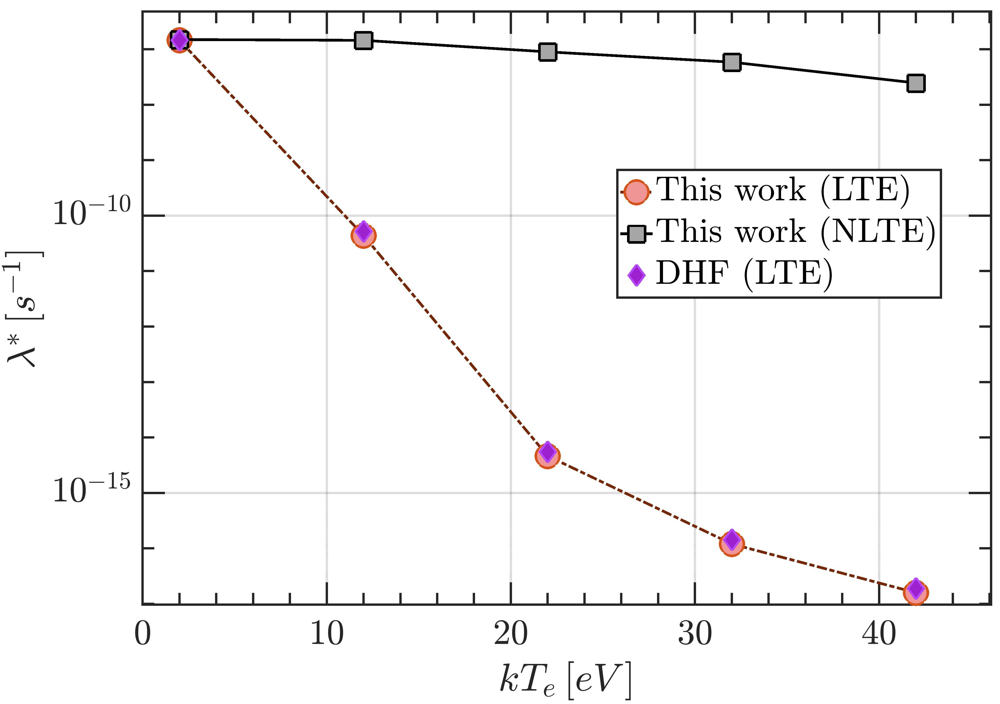 λ* [s⁻¹]
10⁻¹⁰
10⁻¹⁵
This work (LTE)
This work (NLTE)
DHF (LTE)
0 10 20 30 40
kTₑ [eV]